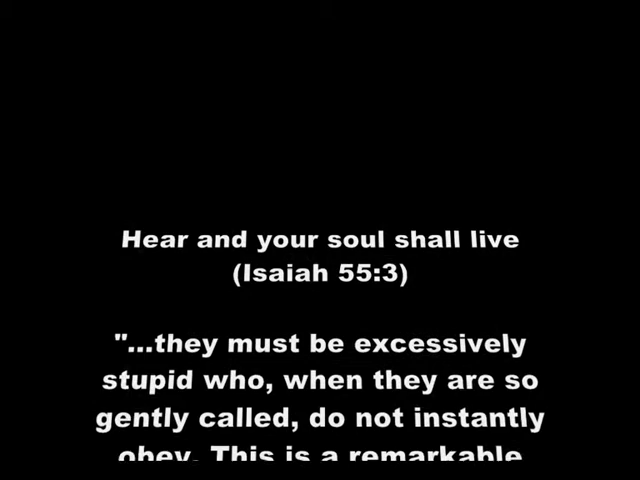 Hear and your soul shall live
(Isaiah 55:3)
"...they must be excessively
stupid who, when they are so
gently called, do not instantly
obey. This is a remarkable